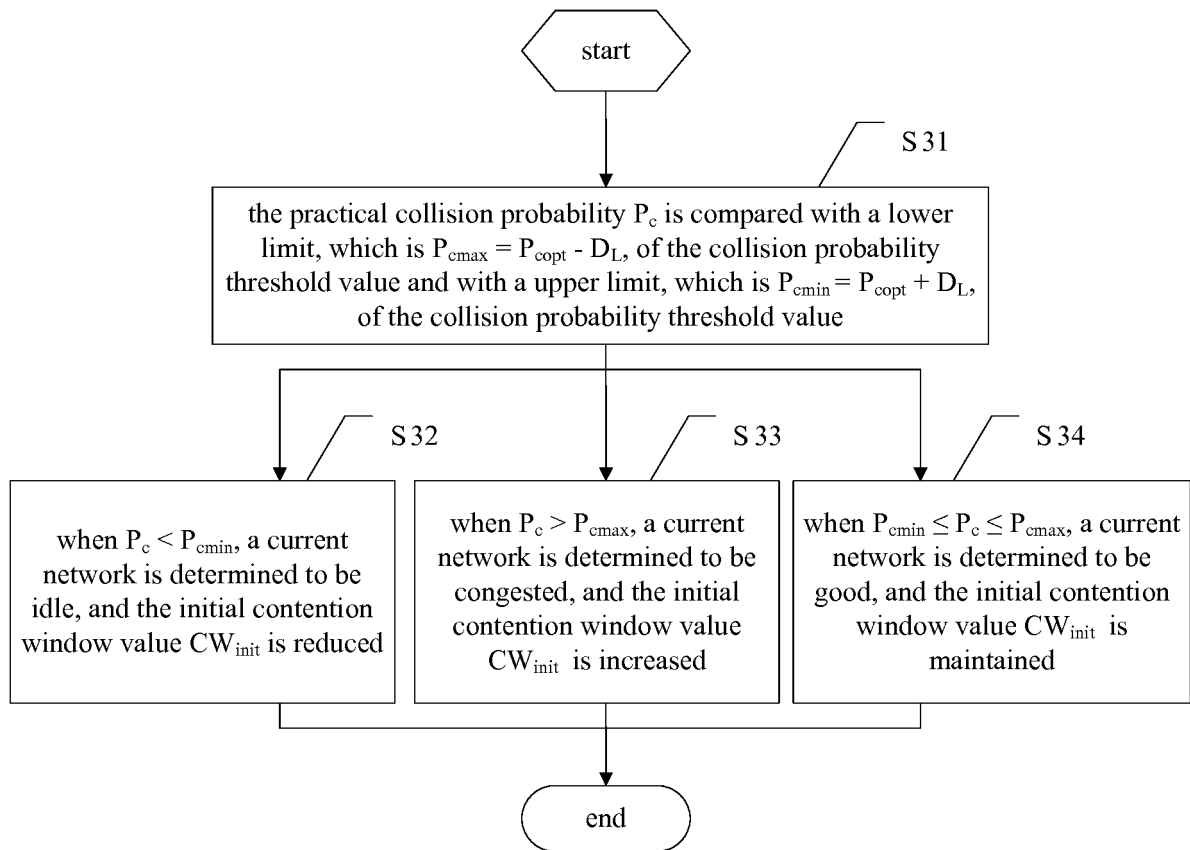 start
S 31
the practical collision probability Pc is compared with a lower
limit, which is Pcmax = Pcopt - DL, of the collision probability
threshold value and with a upper limit, which is Pcmin = Pcopt + DL,
of the collision probability threshold value
S 32
S 33
S 34
when Pc < Pcmin, a current
network is determined to be
idle, and the initial contention
window value CWinit is reduced
when Pc > Pcmax, a current
network is determined to be
congested, and the initial
contention window value
CWinit is increased
when Pcmin ≤ Pc ≤ Pcmax, a current
network is determined to be
good, and the initial contention
window value CWinit is
maintained
end